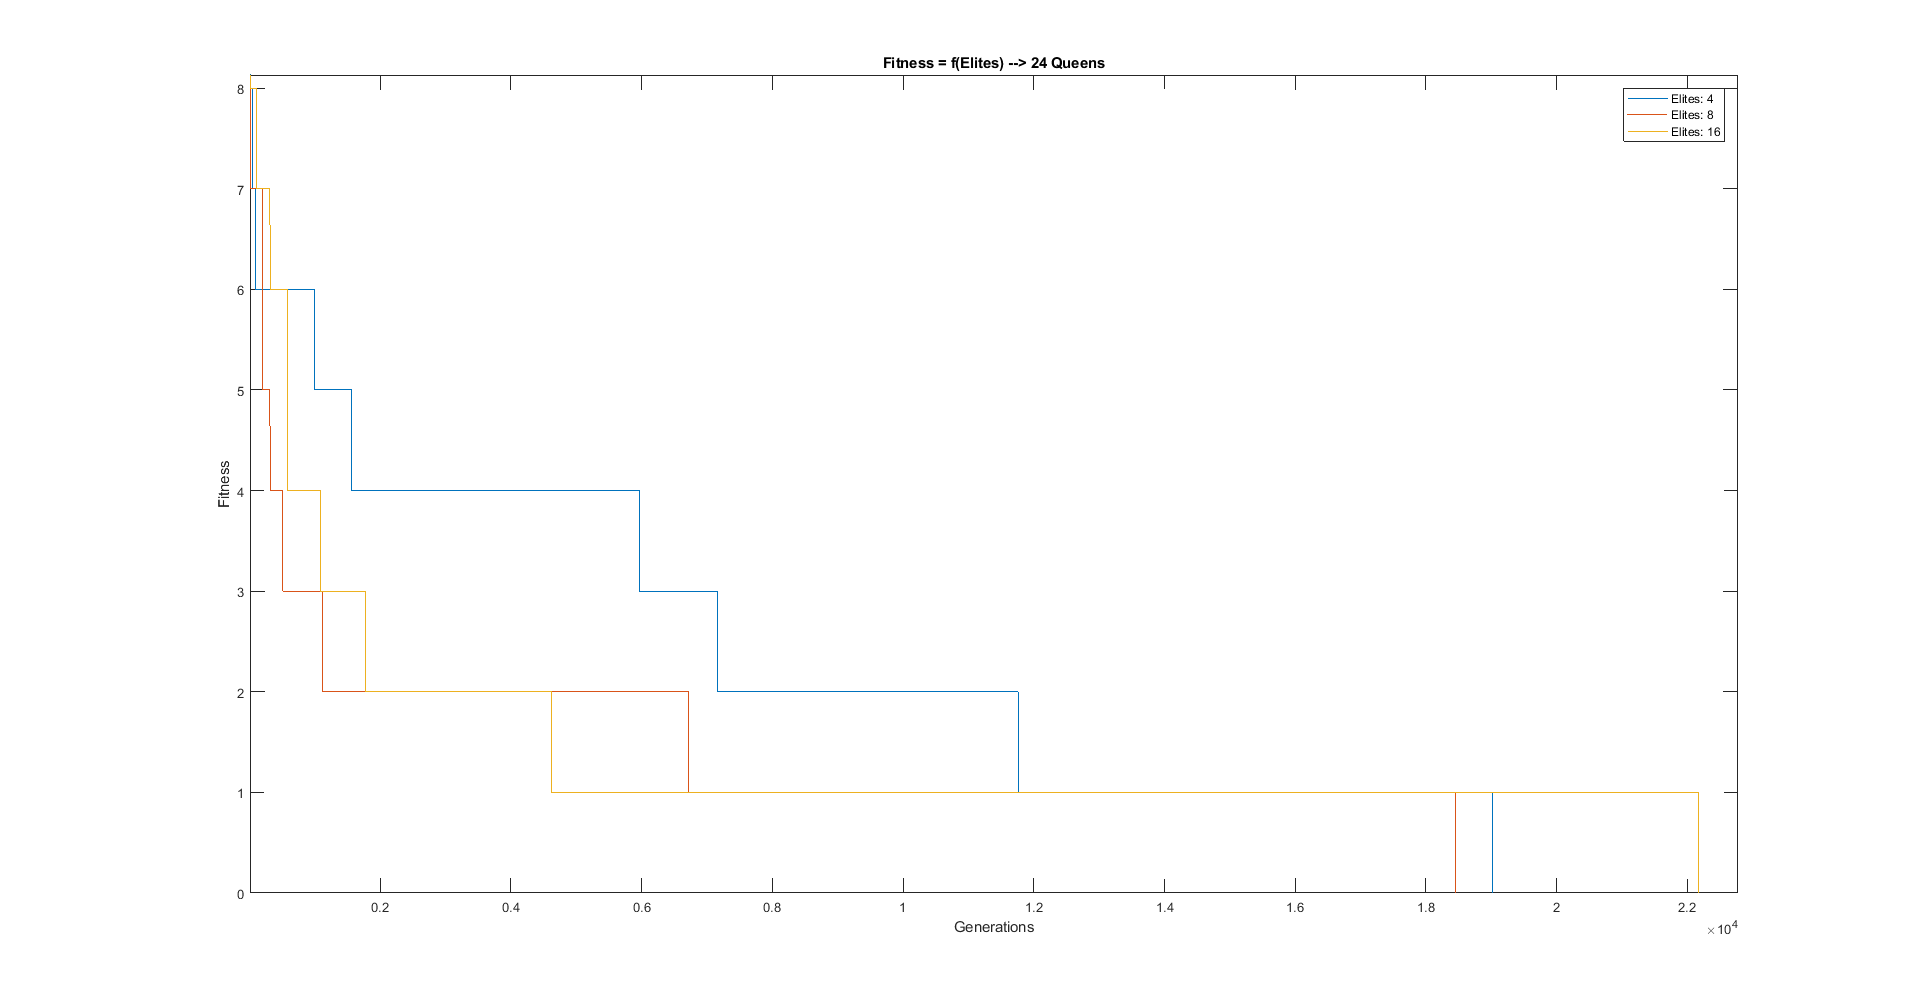 Fitness = f(Elites) --> 24 Queens
Elites: 4
Elites: 8
Elites: 16
8
7
6
5
4
3
2
1
0
Fitness
0.2 0.4 0.6 0.8 1 1.2 1.4 1.6 1.8 2 2.2
Generations
×10^4